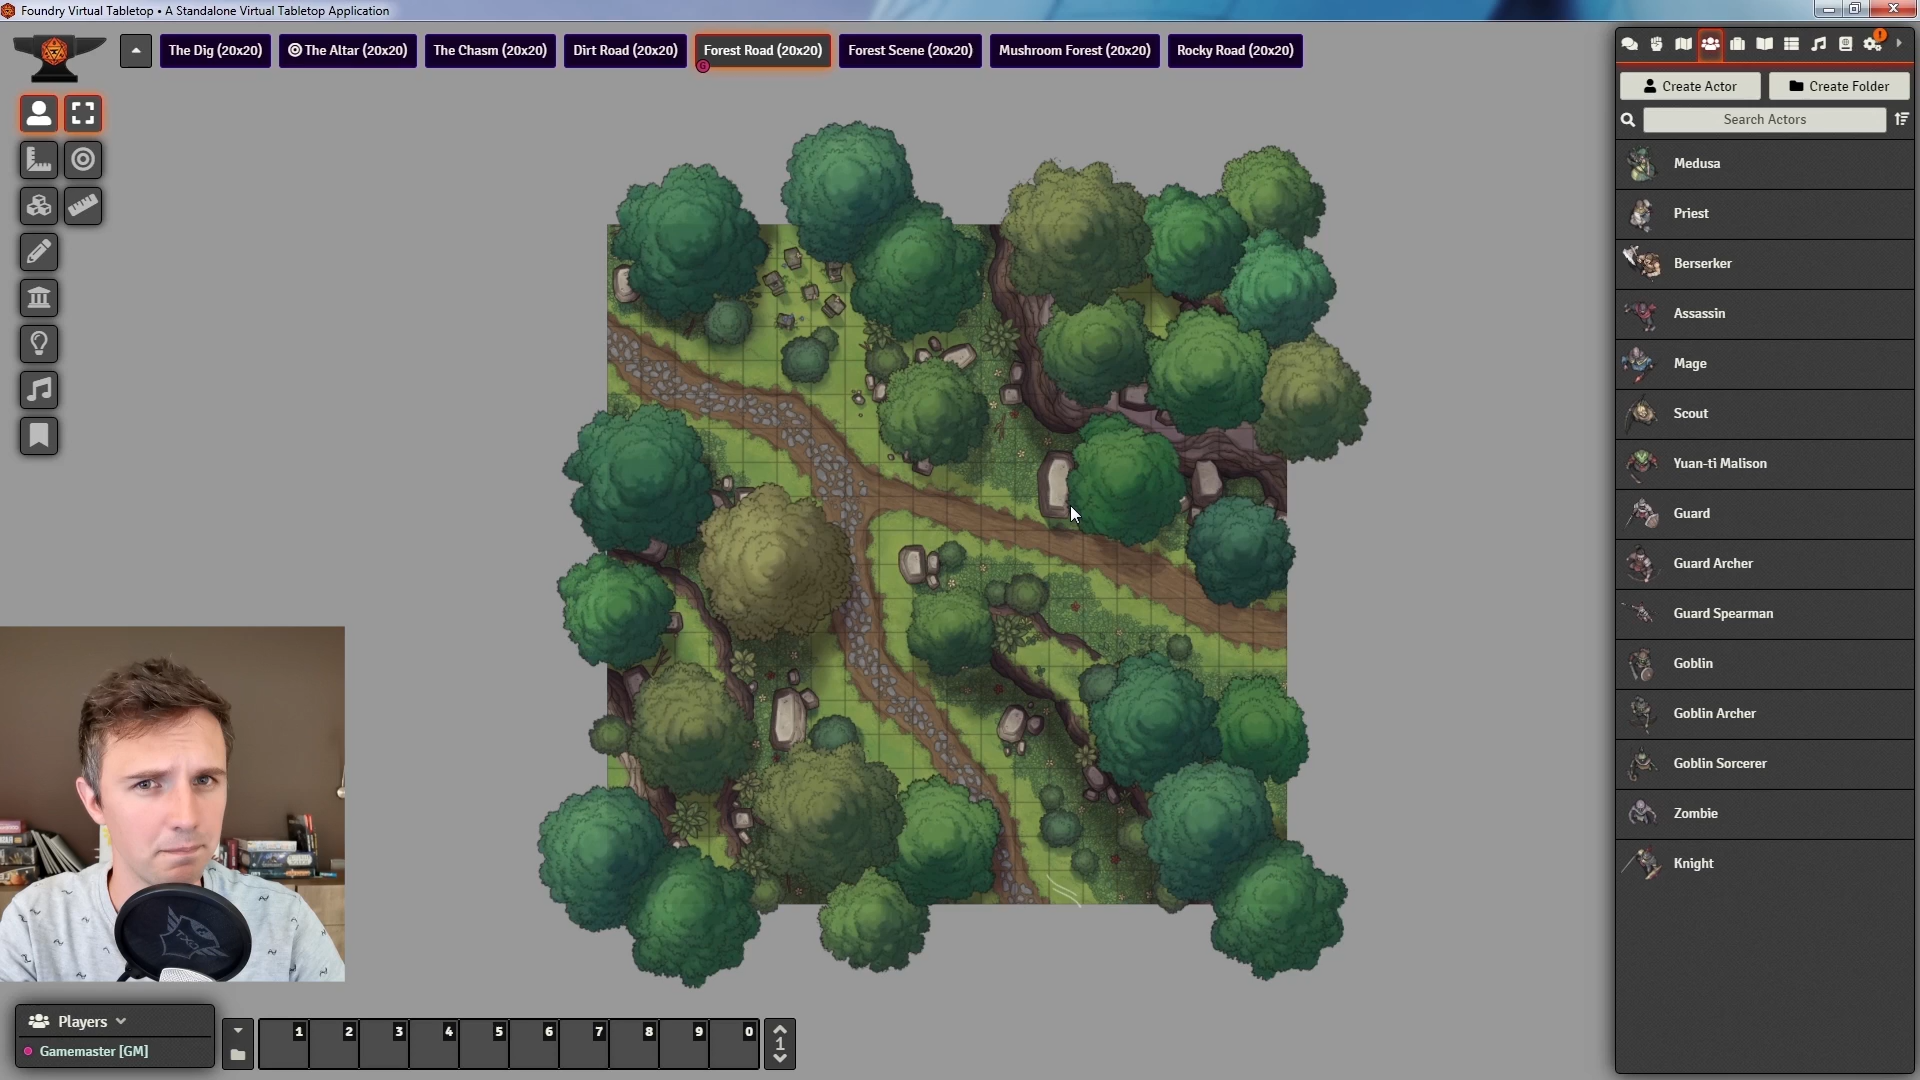 Foundry Virtual Tabletop • A Standalone Virtual Tabletop Application
The Dig (20x20)
The Altar (20x20)
The Chasm (20x20)
Dirt Road (20x20)
Forest Road (20x20)
G
Forest Scene (20x20)
Mushroom Forest (20x20)
Rocky Road (20x20)
Create Actor
Create Folder
Search Actors
Medusa
Priest
Berserker
Assassin
Mage
Scout
Yuan-ti Malison
Guard
Guard Archer
Guard Spearman
Goblin
Goblin Archer
Goblin Sorcerer
Zombie
Knight
Players
Gamemaster [GM]
1 2 3 4 5 6 7 8 9 0
1